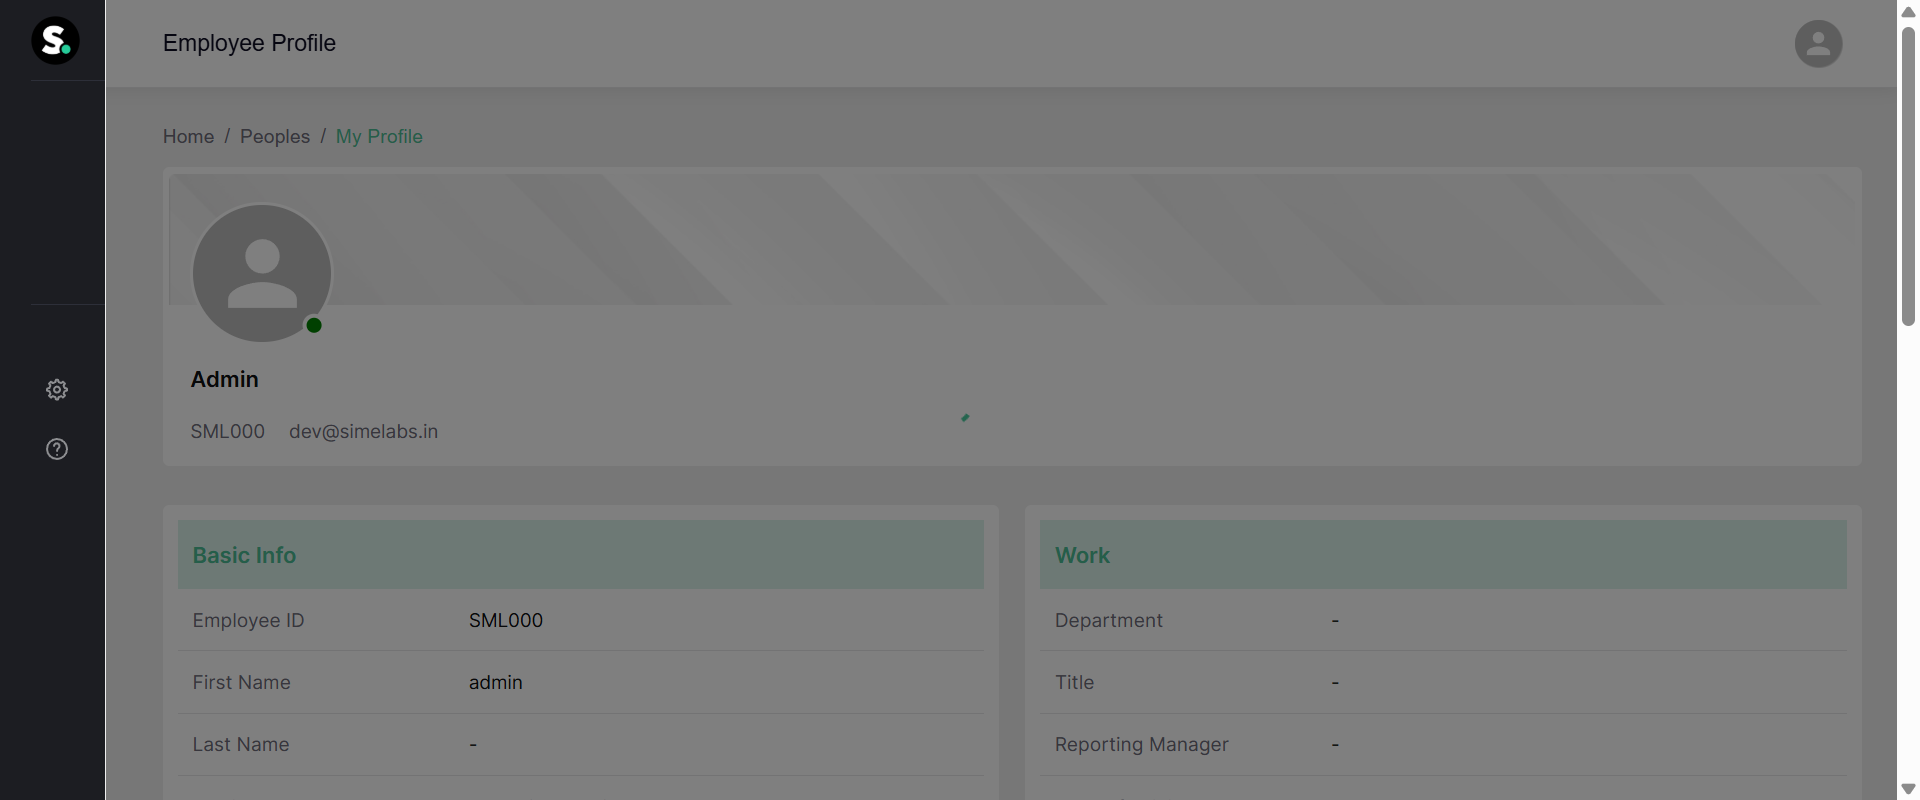 S.
Employee Profile
Home / Peoples / My Profile
Admin
SML000 dev@simelabs.in
Basic Info
Employee ID SML000
First Name admin
Last Name -
Work
Department -
Title -
Reporting Manager -